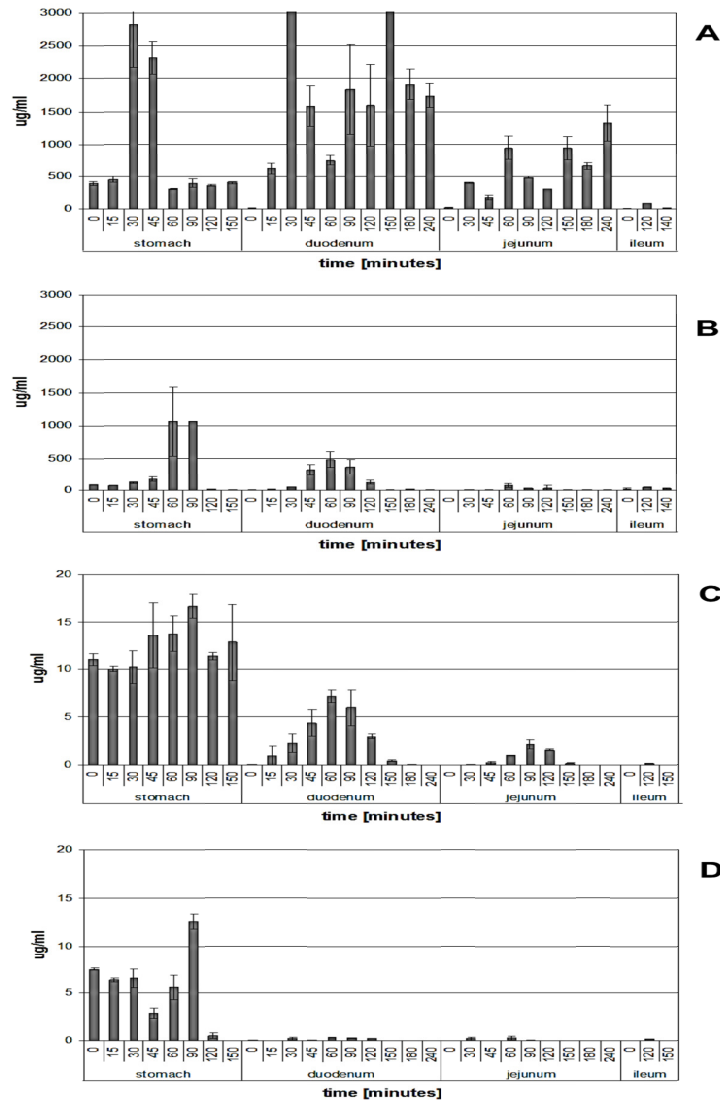 A
3000
2500
2000
1500
1000
500
0
ug/ml
0 15 30 45 60 90 120 150 0 15 30 45 60 90 120 150 180 240 0 30 45 60 90 120 150 180 240 0 120 140
stomach duodenum jejunum ileum
time [minutes]
B
3000
2500
2000
1500
1000
500
0
ug/ml
0 15 30 45 60 90 120 150 0 15 30 45 60 90 120 150 180 240 0 30 45 60 90 120 150 180 240 0 120 140
stomach duodenum jejunum ileum
time [minutes]
C
20
15
10
5
0
ug/ml
0 15 30 45 60 90 120 150 0 15 30 45 60 90 120 150 180 240 0 30 45 60 90 120 150 180 240 0 120 150
stomach duodenum jejunum ileum
time [minutes]
D
20
15
10
5
0
ug/ml
0 15 30 45 60 90 120 150 0 15 30 45 60 90 120 150 180 240 0 30 45 60 90 120 150 180 240 0 120 150
stomach duodenum jejunum ileum
time [minutes]